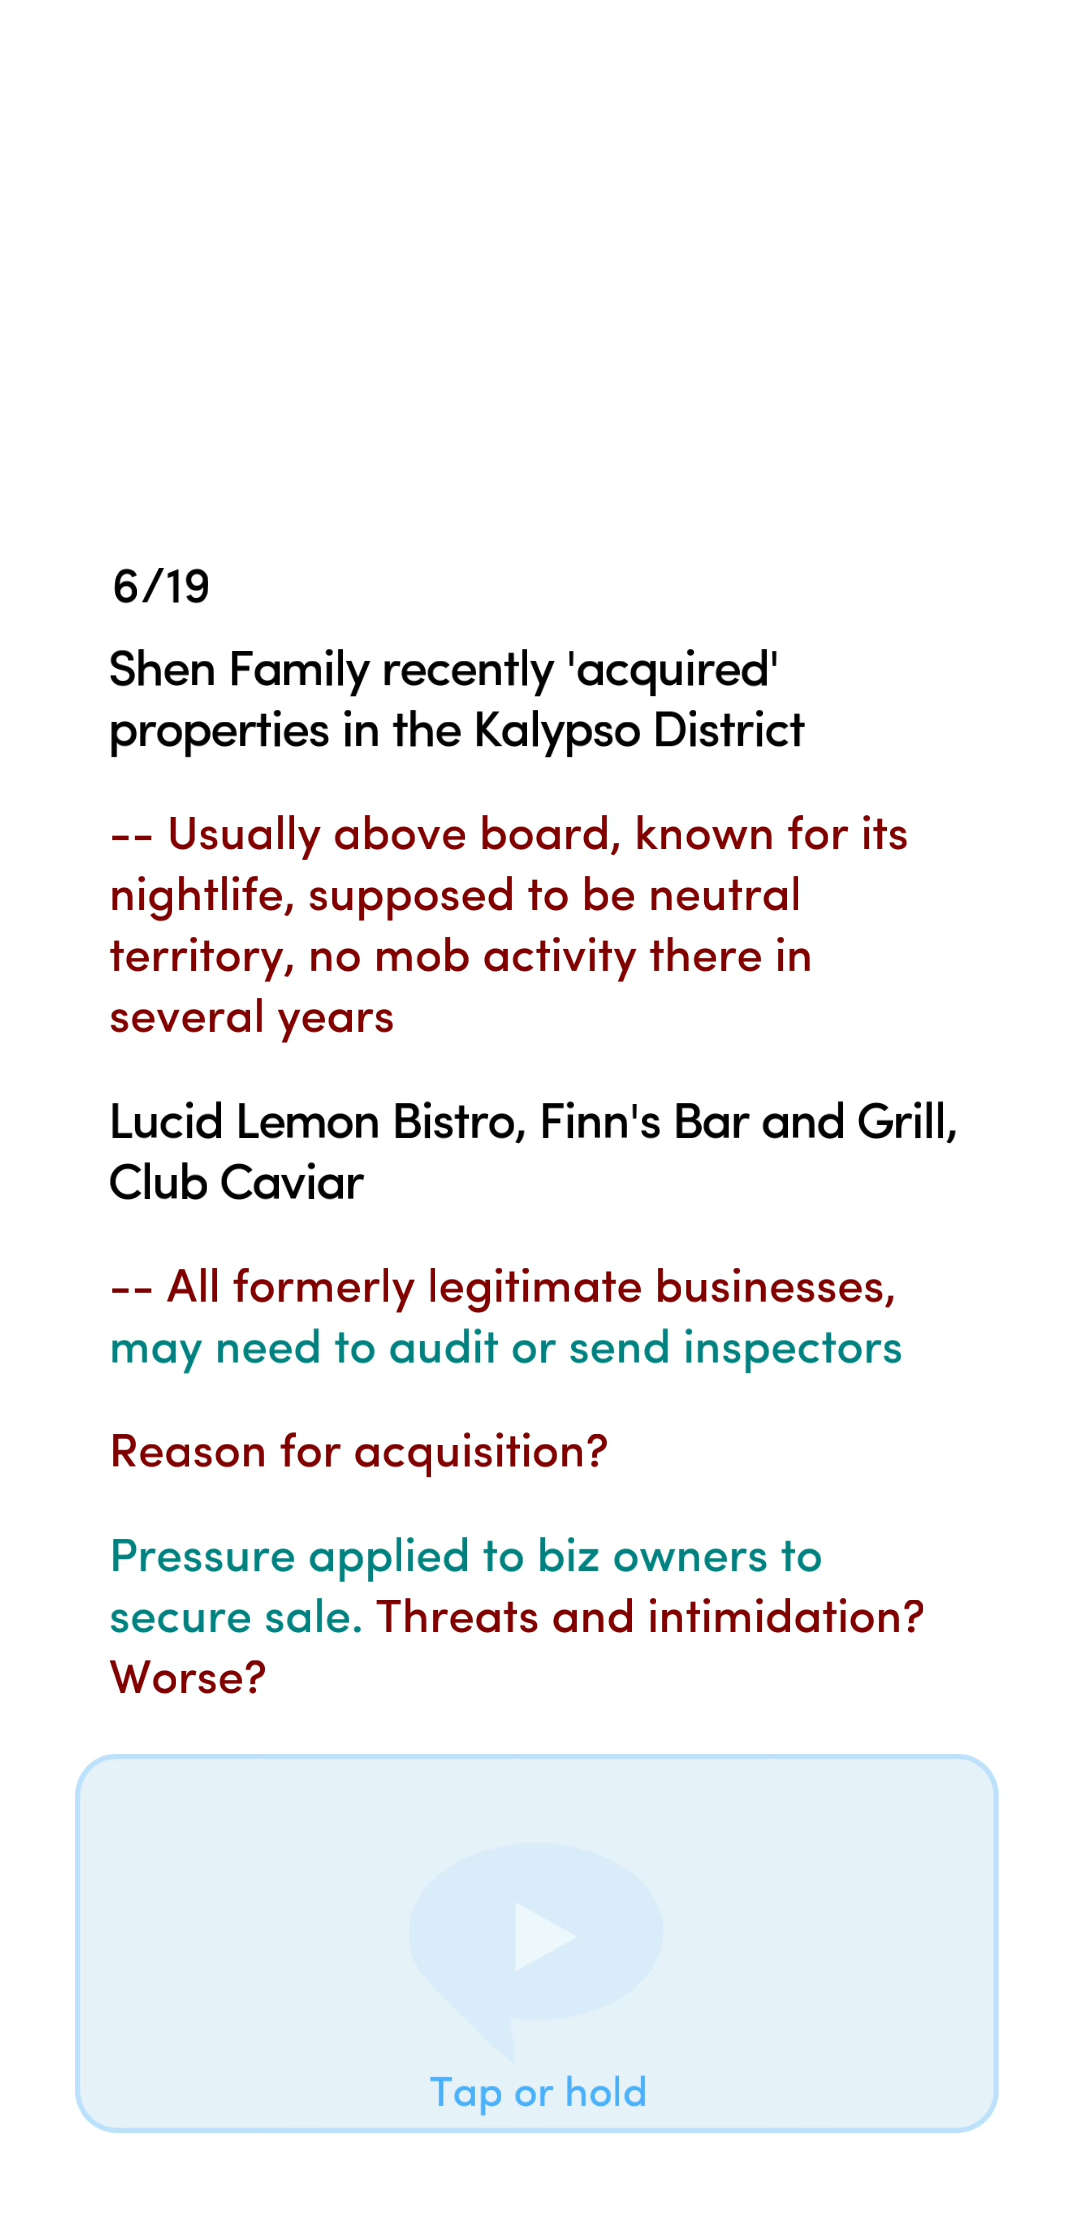 6/19
Shen Family recently 'acquired'
properties in the Kalypso District
-- Usually above board, known for its
nightlife, supposed to be neutral
territory, no mob activity there in
several years
Lucid Lemon Bistro, Finn's Bar and Grill,
Club Caviar
-- All formerly legitimate businesses,
may need to audit or send inspectors
Reason for acquisition?
Pressure applied to biz owners to
secure sale. Threats and intimidation?
Worse?
Tap or hold